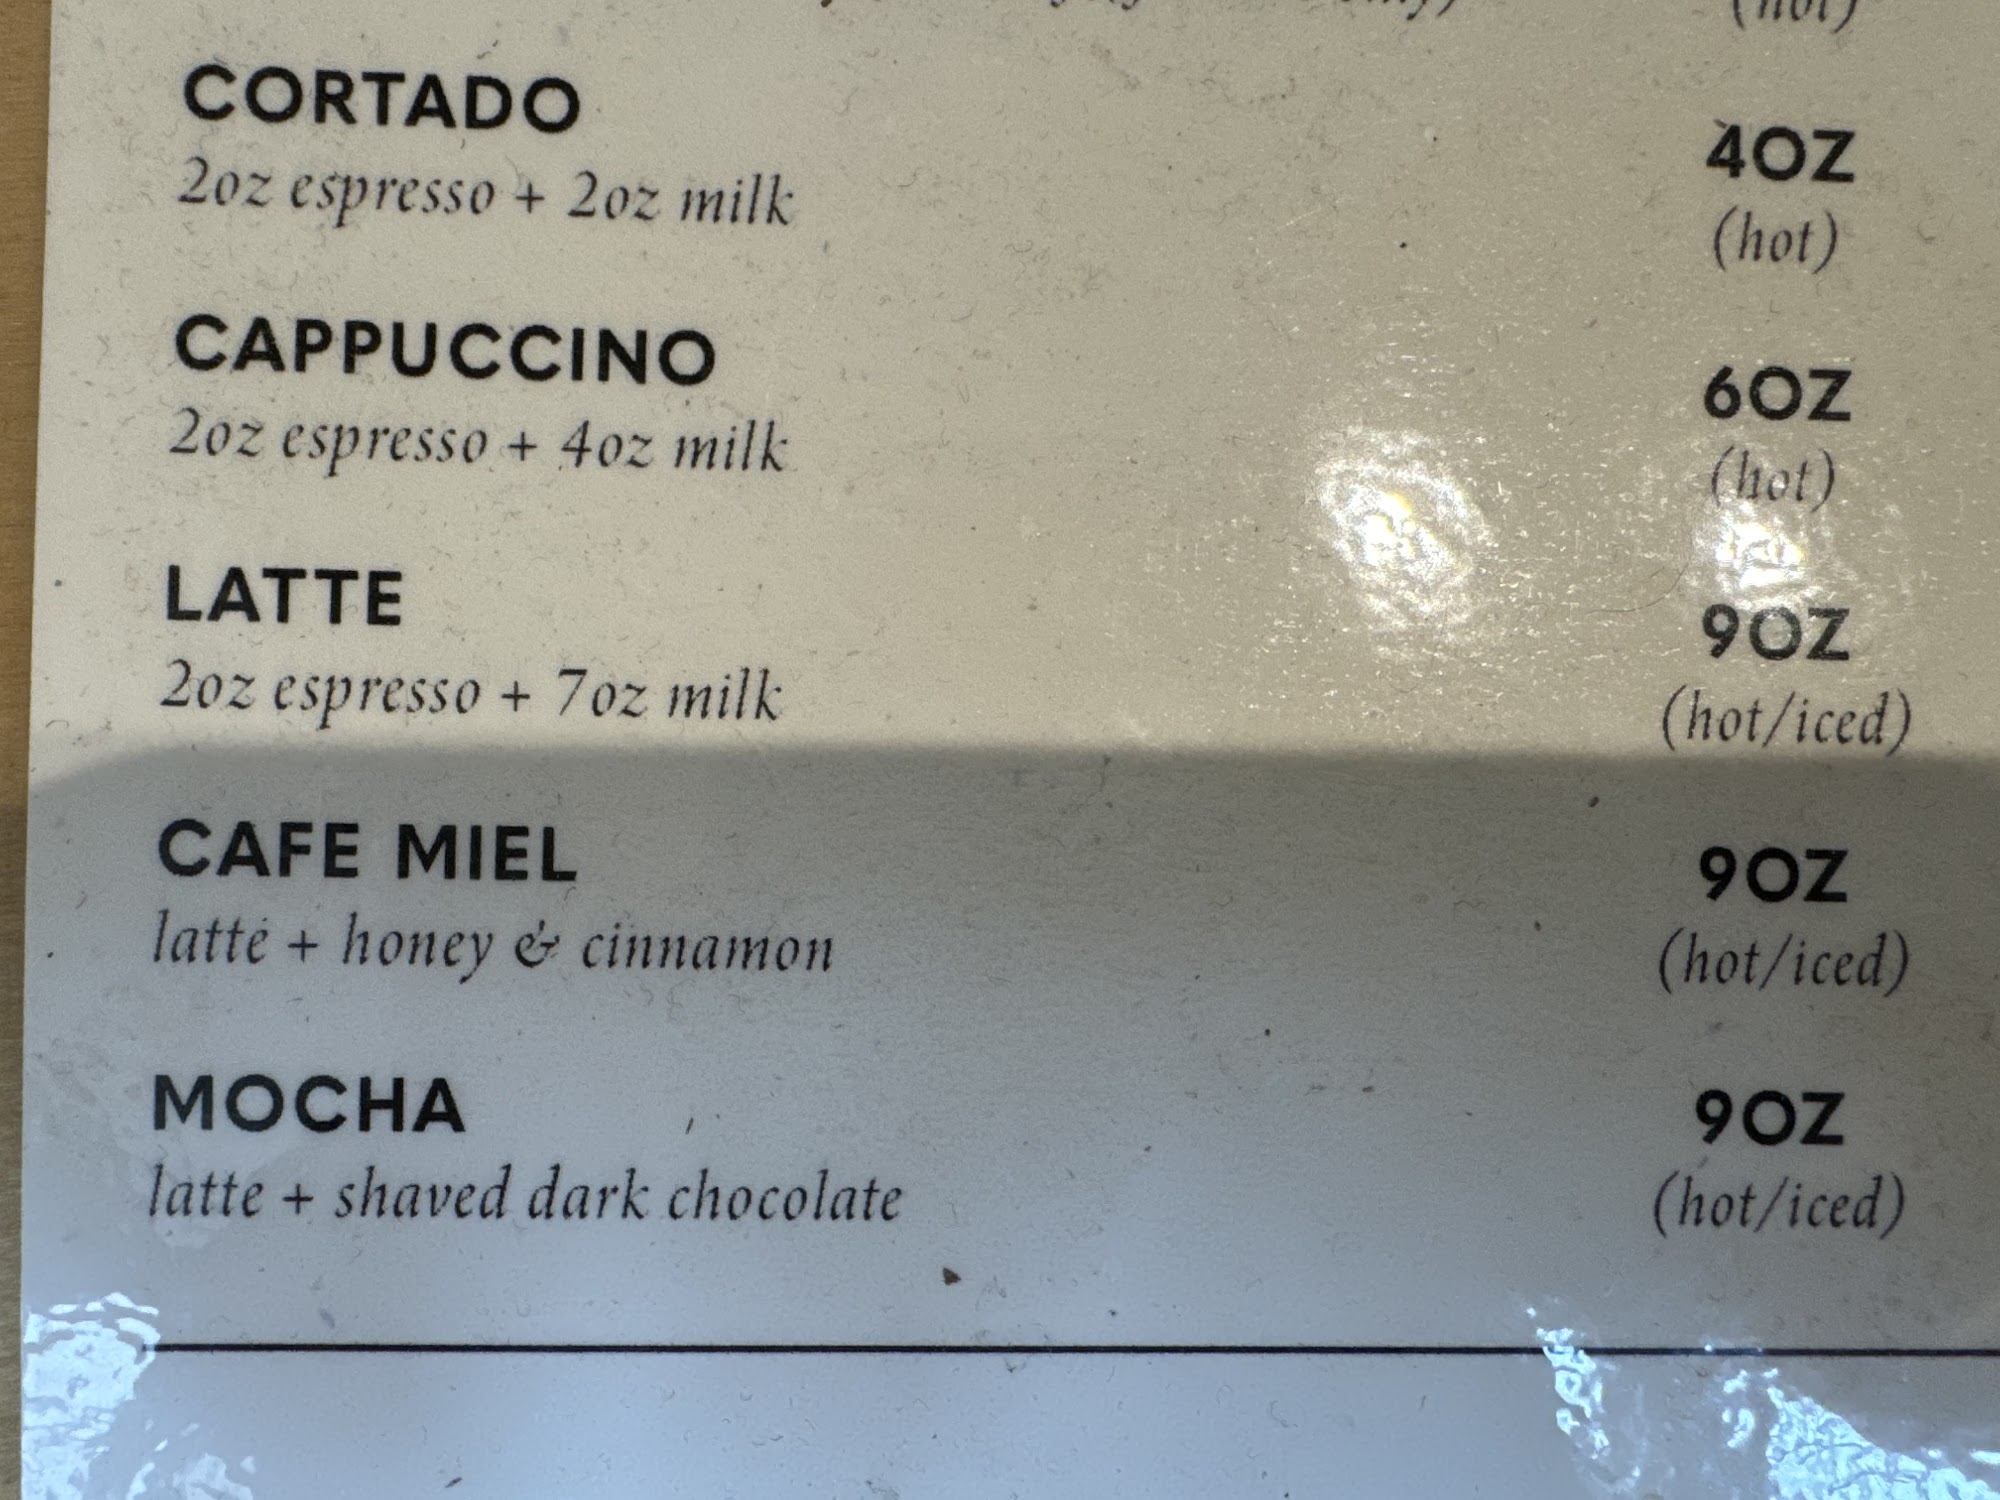 (hot)
CORTADO
4OZ
2oz espresso + 2oz milk
(hot)
CAPPUCCINO
6OZ
2oz espresso + 4oz milk
(hot)
LATTE
9OZ
2oz espresso + 7oz milk
(hot/iced)
CAFE MIEL
9OZ
latte + honey & cinnamon
(hot/iced)
MOCHA
9OZ
latte + shaved dark chocolate
(hot/iced)